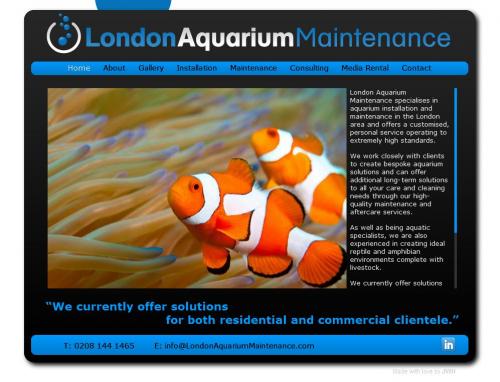 LondonAquariumMaintenance
Home About Gallery Installation Maintenance Consulting Media Rental Contact
London Aquarium
Maintenance specialises in
aquarium installation and
maintenance in the London
area and offers a customised,
personal service operating to
extremely high standards.
We work closely with clients
to create bespoke aquarium
solutions and can offer
additional long-term solutions
to all your care and cleaning
needs through our high-
quality maintenance and
aftercare services.
As well as being aquatic
specialists, we are also
experienced in creating ideal
reptile and amphibian
environments complete with
livestock.
We currently offer solutions
“We currently offer solutions
for both residential and commercial clientele.”
T: 0208 144 1465 E: info@LondonAquariumMaintenance.com in
Made with love by